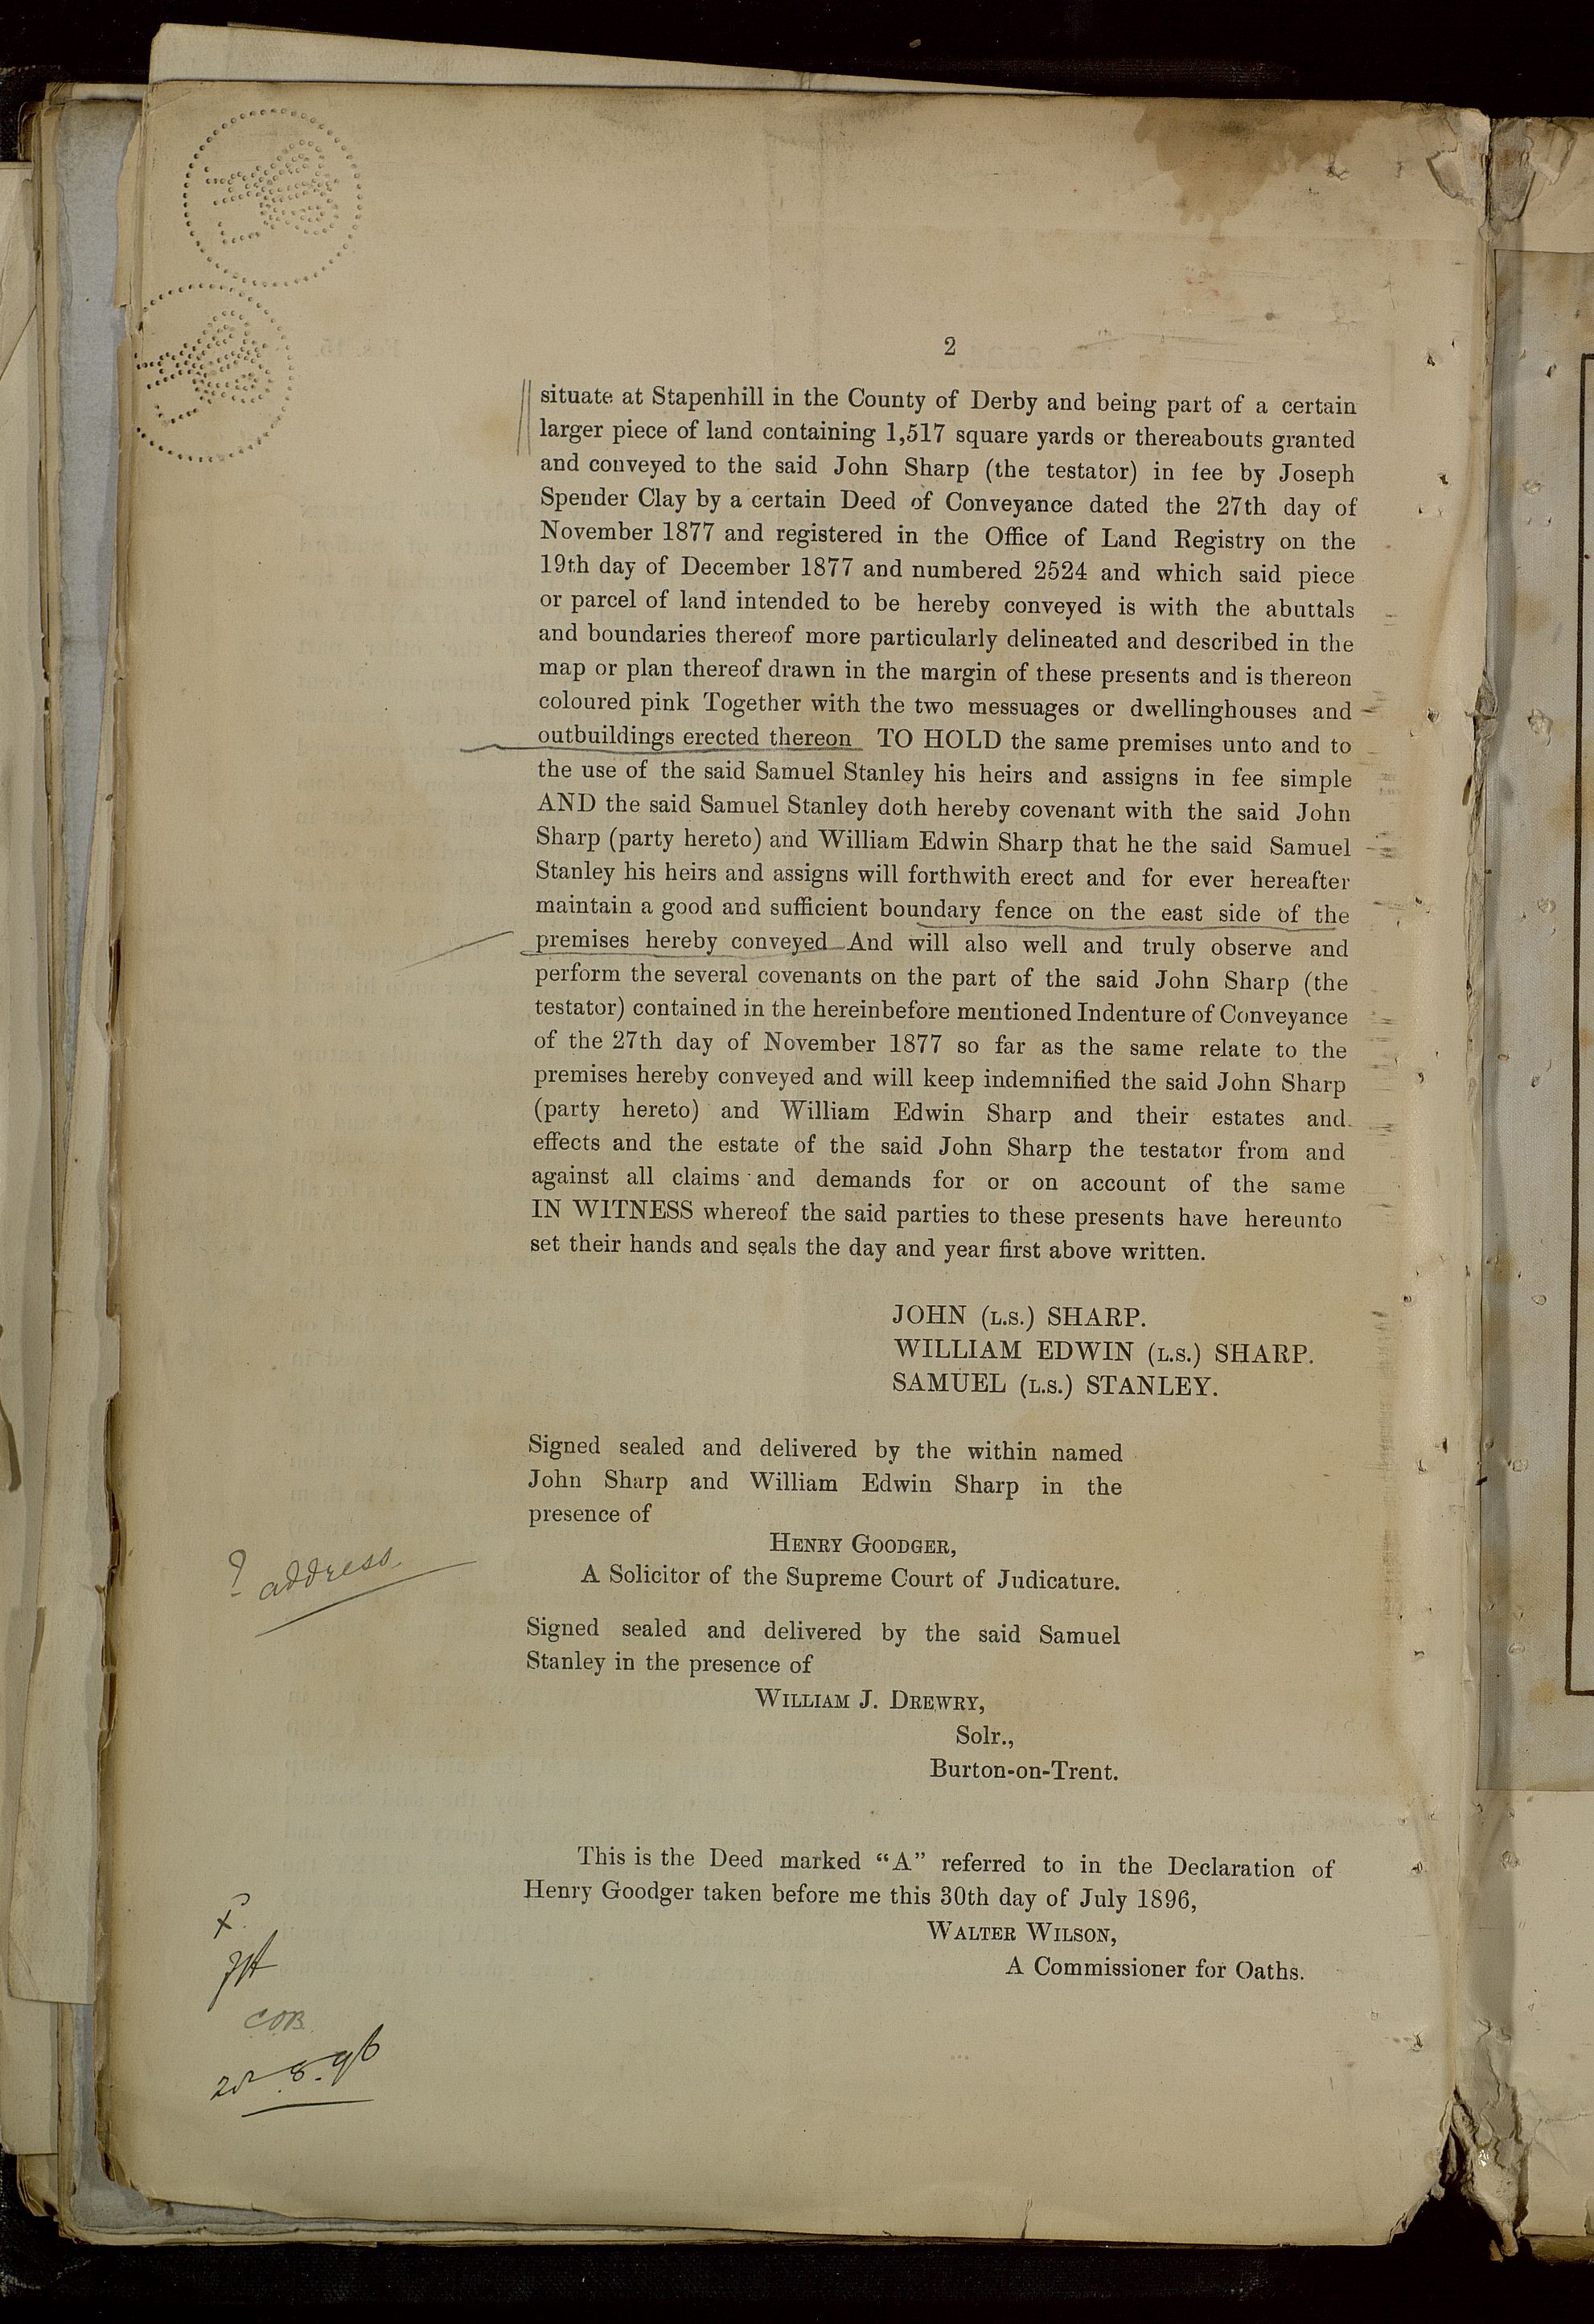 2
situate at Stapenhill in the County of Derby and being part of a certain
larger piece of land containing 1,517 square yards or thereabouts granted
and conveyed to the said John Sharp (the testator) in fee by Joseph
Spender Clay by a certain Deed of Conveyance dated the 27th day of
November 1877 and registered in the Office of Land Registry on the
19th day of December 1877 and numbered 2524 and which said piece
or parcel of land intended to be hereby conveyed is with the abuttals
and boundaries thereof more particularly delineated and described in the
map or plan thereof drawn in the margin of these presents and is thereon
coloured pink Together with the two messuages or dwellinghouses and
outbuildings erected thereon TO HOLD the same premises unto and to
the use of the said Samuel Stanley his heirs and assigns in fee simple
AND the said Samuel Stanley doth hereby covenant with the said John
Sharp (party hereto) and William Edwin Sharp that he the said Samuel
Stanley his heirs and assigns will forthwith erect and for ever hereafter
maintain a good and sufficient boundary fence on the east side of the
premises hereby conveyed And will also well and truly observe and
perform the several covenants on the part of the said John Sharp (the
testator) contained in the hereinbefore mentioned Indenture of Conveyance
of the 27th day of November 1877 so far as the same relate to the
premises hereby conveyed and will keep indemnified the said John Sharp
(party hereto) and William Edwin Sharp and their estates and
effects and the estate of the said John Sharp the testator from and
against all claims and demands for or on account of the same
IN WITNESS whereof the said parties to these presents have hereunto
set their hands and seals the day and year first above written.
JOHN (L.S.) SHARP.
WILLIAM EDWIN (L.S.) SHARP.
SAMUEL (L.S.) STANLEY.
Signed sealed and delivered by the within named
John Sharp and William Edwin Sharp in the
presence of
HENRY GOODGER,
? address
A Solicitor of the Supreme Court of Judicature.
Signed sealed and delivered by the said Samuel
Stanley in the presence of
WILLIAM J. DREWRY,
Solr.,
Burton-on-Trent.
This is the Deed marked “A” referred to in the Declaration of
Henry Goodger taken before me this 30th day of July 1896,
WALTER WILSON,
A Commissioner for Oaths.